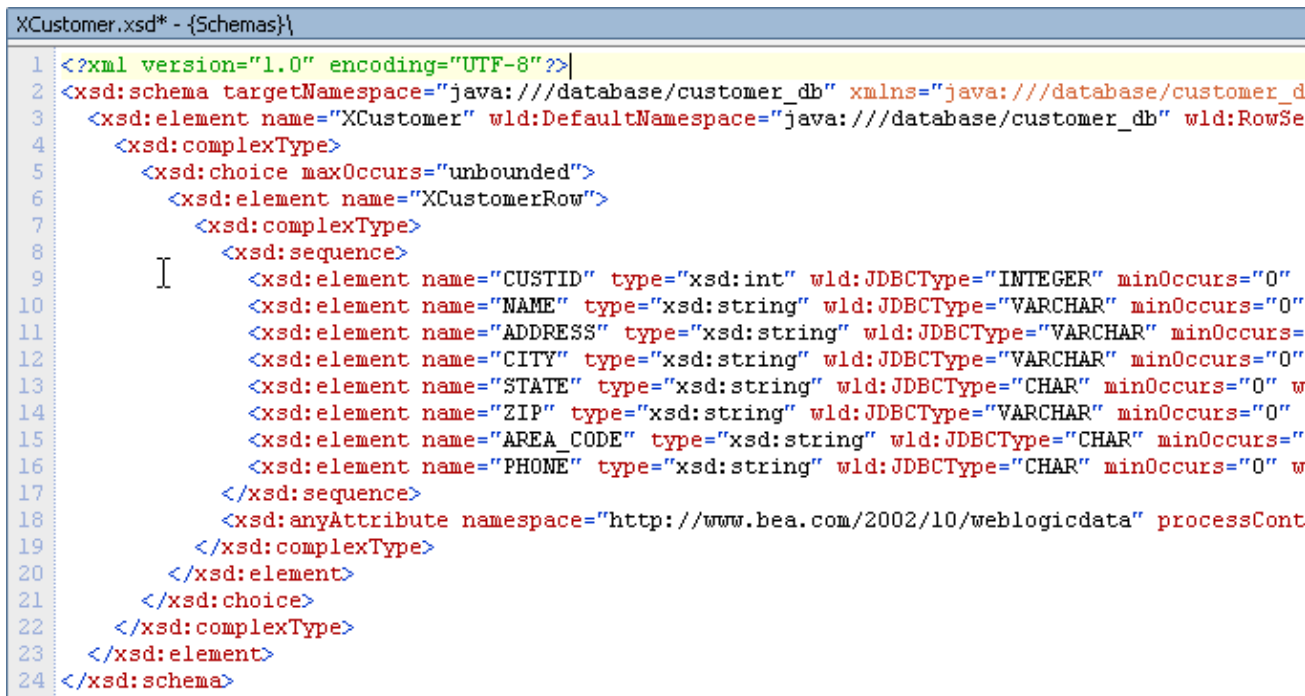 XCustomer.xsd* - {Schemas}\
1 <?xml version="1.0" encoding="UTF-8"?>
2 <xsd:schema targetNamespace="java:///database/customer_db" xmlns="java:///database/customer_d
3 <xsd:element name="XCustomer" wld:DefaultNamespace="java:///database/customer_db" wld:RowSe
4 <xsd:complexType>
5 <xsd:choice maxOccurs="unbounded">
6 <xsd:element name="XCustomerRow">
7 <xsd:complexType>
8 <xsd:sequence>
9 <xsd:element name="CUSTID" type="xsd:int" wld:JDBCType="INTEGER" minOccurs="0"
10 <xsd:element name="NAME" type="xsd:string" wld:JDBCType="VARCHAR" minOccurs="0"
11 <xsd:element name="ADDRESS" type="xsd:string" wld:JDBCType="VARCHAR" minOccurs=
12 <xsd:element name="CITY" type="xsd:string" wld:JDBCType="VARCHAR" minOccurs="0"
13 <xsd:element name="STATE" type="xsd:string" wld:JDBCType="CHAR" minOccurs="0" w
14 <xsd:element name="ZIP" type="xsd:string" wld:JDBCType="VARCHAR" minOccurs="0"
15 <xsd:element name="AREA_CODE" type="xsd:string" wld:JDBCType="CHAR" minOccurs="
16 <xsd:element name="PHONE" type="xsd:string" wld:JDBCType="CHAR" minOccurs="0" w
17 </xsd:sequence>
18 <xsd:anyAttribute namespace="http://www.bea.com/2002/10/weblogicdata" processCont
19 </xsd:complexType>
20 </xsd:element>
21 </xsd:choice>
22 </xsd:complexType>
23 </xsd:element>
24 </xsd:schema>